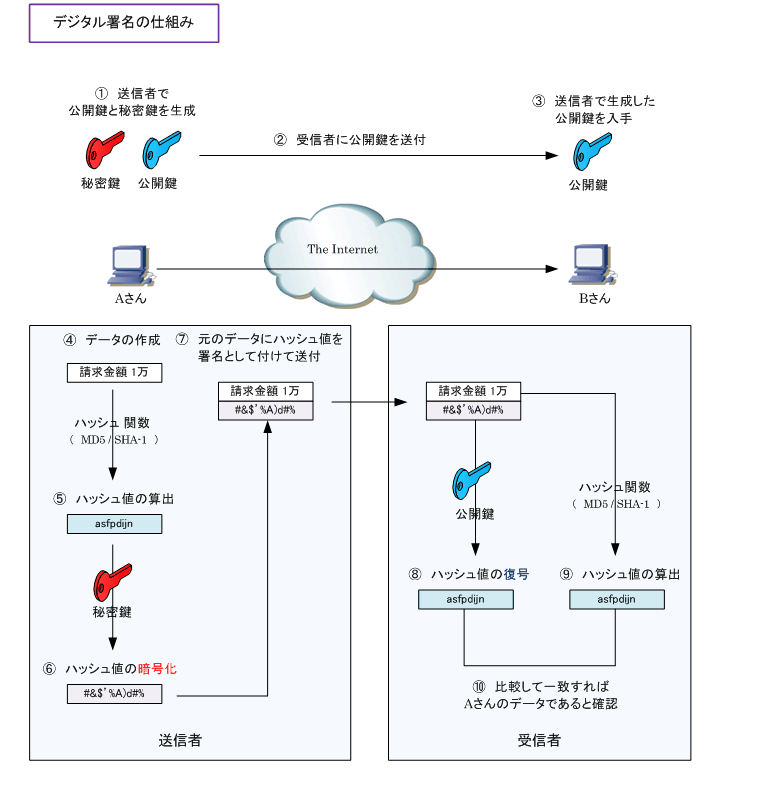 デジタル署名の仕組み
① 送信者で
公開鍵と秘密鍵を生成
秘密鍵
公開鍵
② 受信者に公開鍵を送付
③ 送信者で生成した
公開鍵を入手
公開鍵
The Internet
Aさん
Bさん
④ データの作成
請求金額 1万
ハッシュ 関数
( MD5 / SHA-1 )
⑤ ハッシュ値の算出
asfpdijn
秘密鍵
⑥ ハッシュ値の暗号化
#&$'%A)d#%
⑦ 元のデータにハッシュ値を
署名として付けて送付
請求金額 1万
#&$'%A)d#%
送信者
請求金額 1万
#&$'%A)d#%
公開鍵
⑧ ハッシュ値の復号
asfpdijn
ハッシュ関数
( MD5 / SHA-1 )
⑨ ハッシュ値の算出
asfpdijn
⑩ 比較して一致すれば
Aさんのデータであると確認
受信者